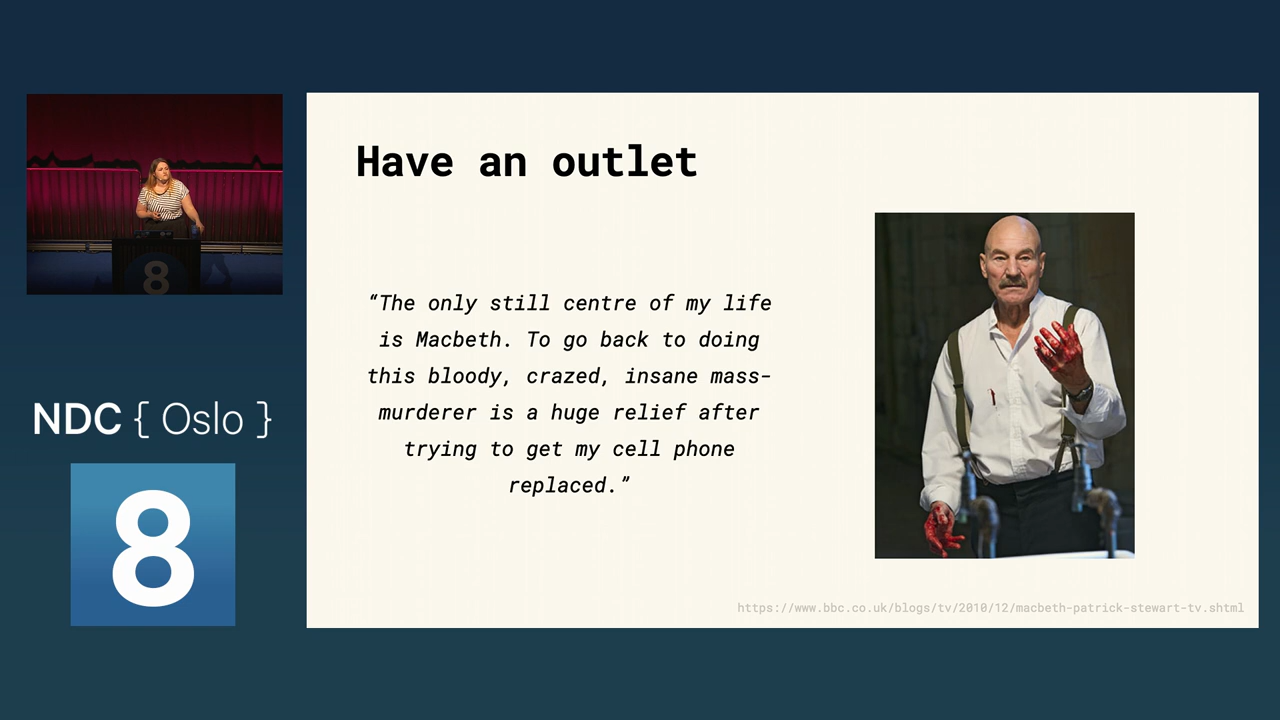 Have an outlet
“The only still centre of my life
is Macbeth. To go back to doing
this bloody, crazed, insane mass-
murderer is a huge relief after
trying to get my cell phone
replaced.”
https://www.bbc.co.uk/blogs/tv/2010/12/macbeth-patrick-stewart-tv.shtml
8
NDC { Oslo }
8